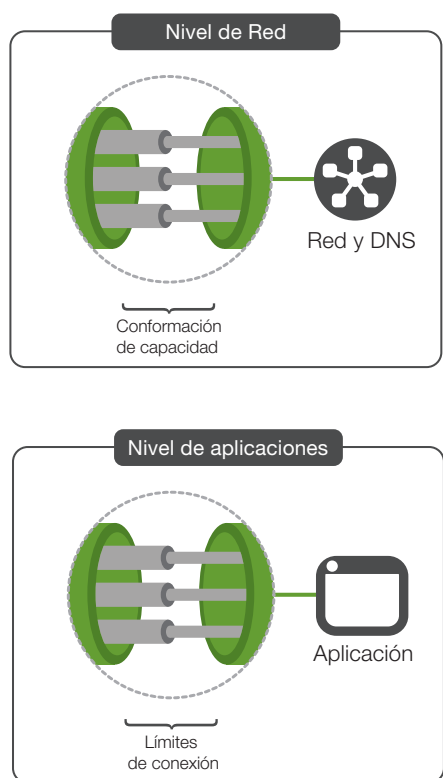 Nivel de Red
Red y DNS
Conformación
de capacidad
Nivel de aplicaciones
Aplicación
Límites
de conexión